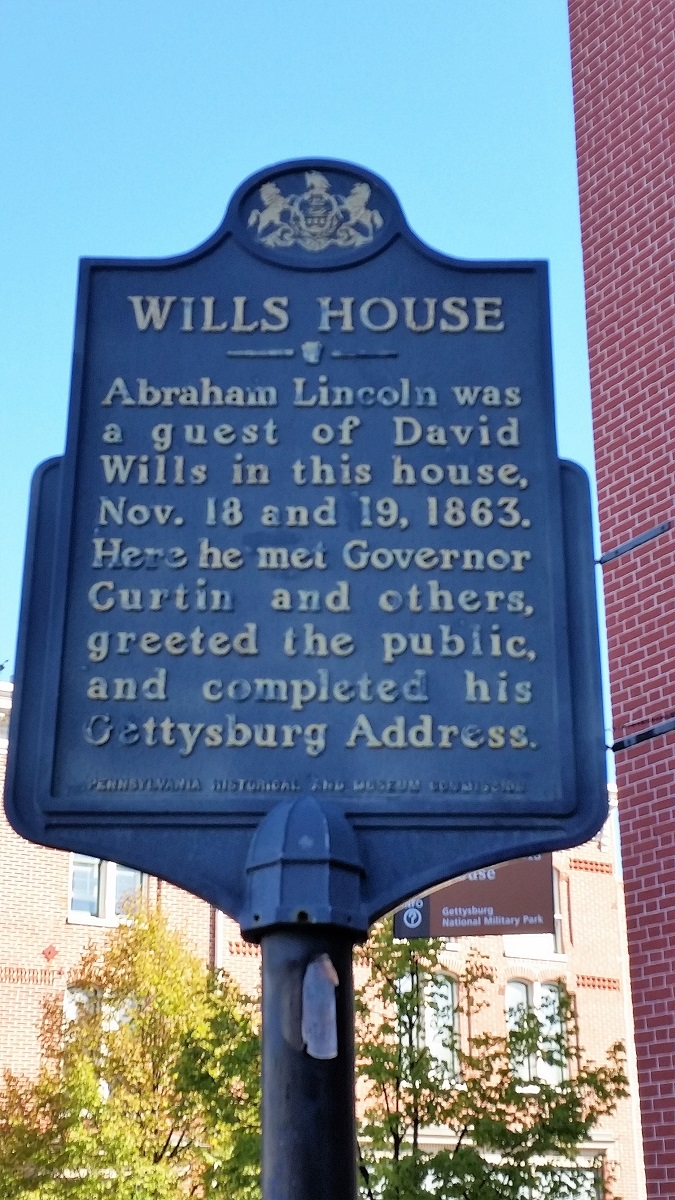 WILLS HOUSE
Abraham Lincoln was
a guest of David
Wills in this house,
Nov. 18 and 19, 1863.
Here he met Governor
Curtin and others,
greeted the public,
and completed his
Gettysburg Address.
PENNSYLVANIA HISTORICAL AND MUSEUM COMMISSION
Gettysburg
National Military Park